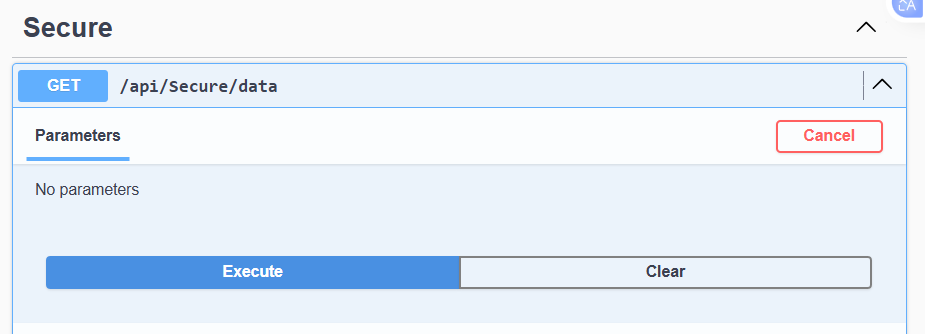 Secure
GET /api/Secure/data
Parameters Cancel
No parameters
Execute Clear